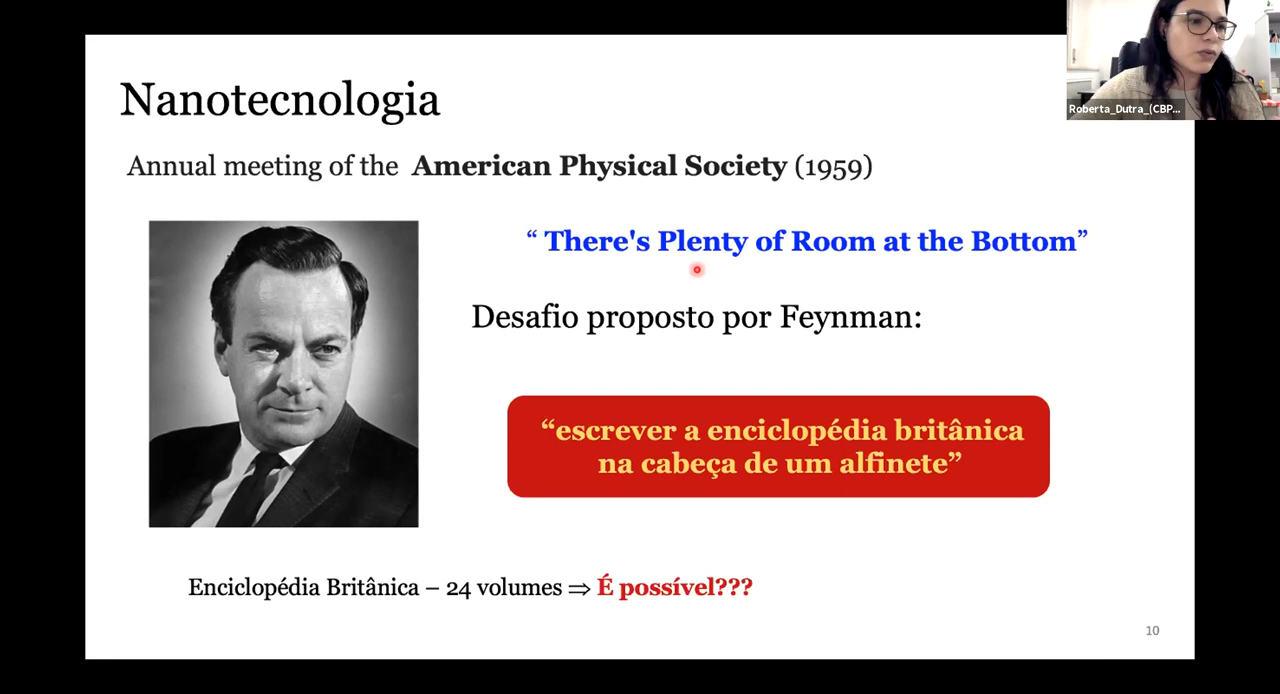 Nanotecnologia
Roberta_Dutra_(CBP...
Annual meeting of the American Physical Society (1959)
“ There's Plenty of Room at the Bottom”
Desafio proposto por Feynman:
“escrever a enciclopédia britânica
na cabeça de um alfinete”
Enciclopédia Britânica – 24 volumes ⇒ É possível???
10